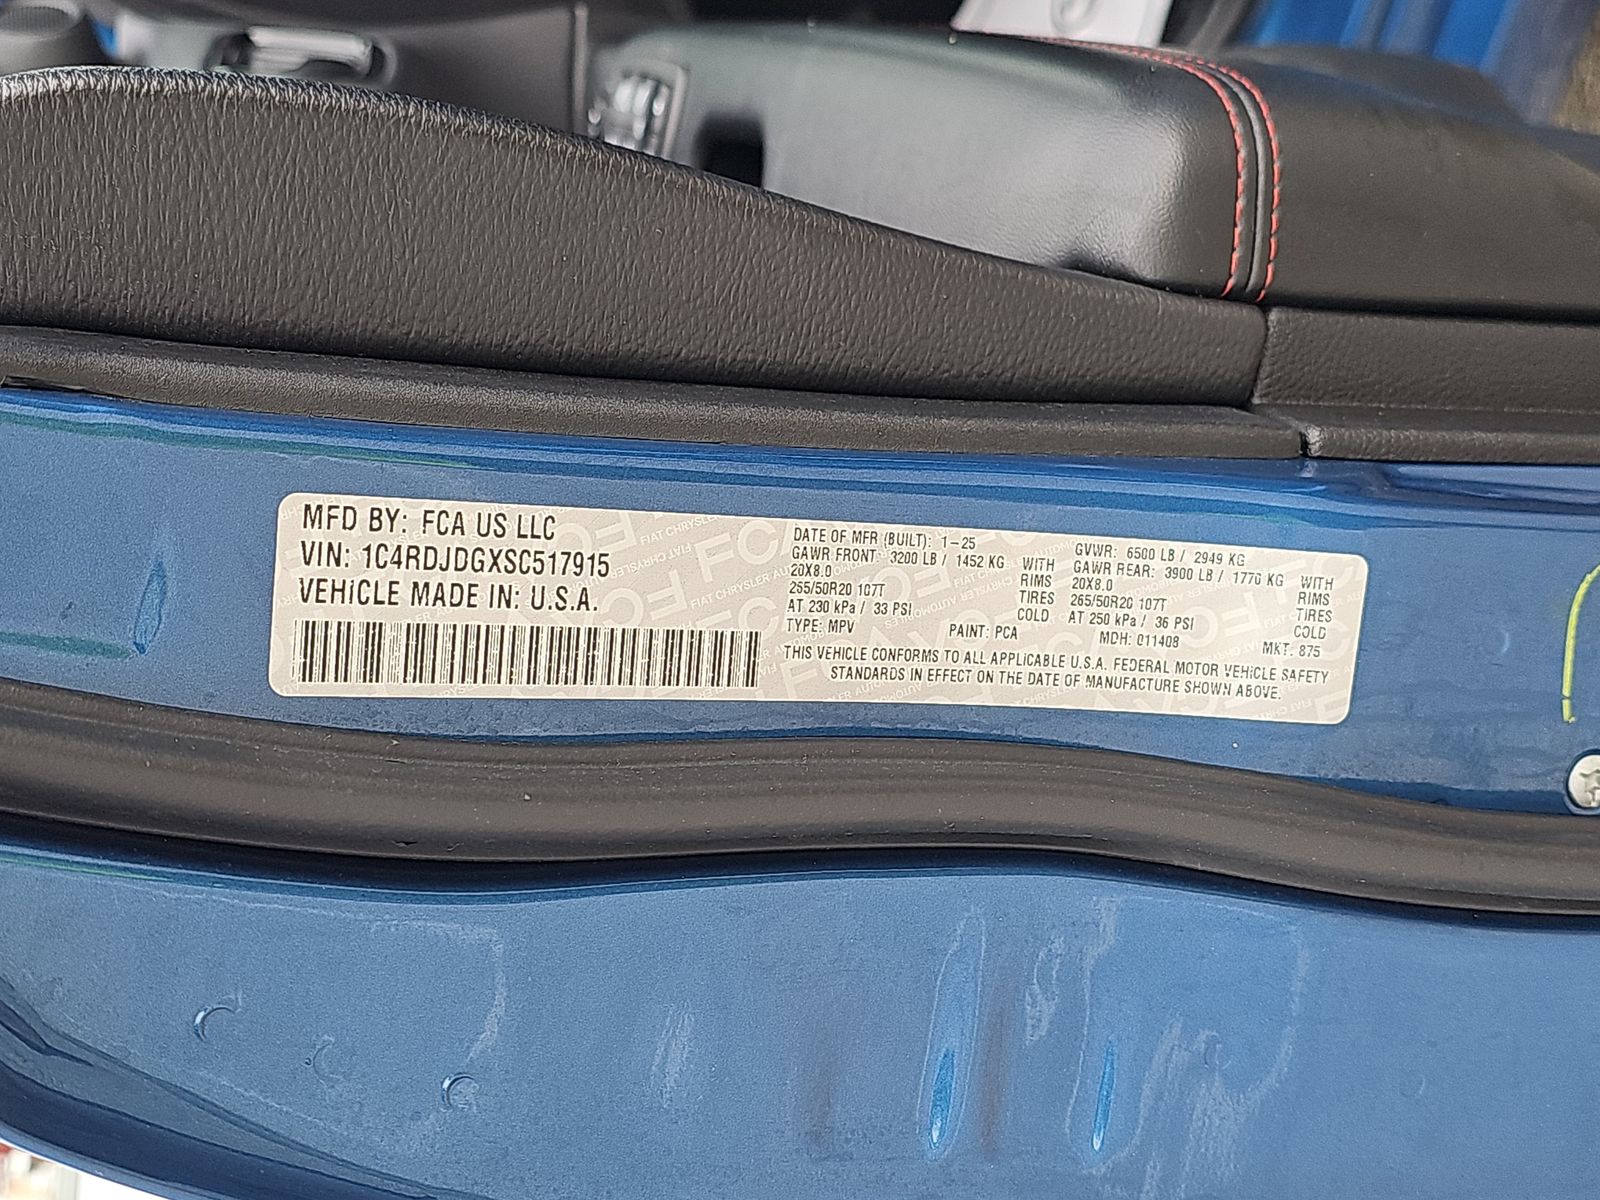 MFD BY: FCA US LLC
VIN: 1C4RDJDGXSC517915
VEHICLE MADE IN: U.S.A.
DATE OF MFR (BUILT): 1-25
GAWR FRONT: 3200 LB / 1452 KG WITH
20X8.0 RIMS
265/50R20 107T TIRES
AT 230 kPa / 33 PSI COLD
GVWR: 6500 LB / 2949 KG
GAWR REAR: 3900 LB / 1770 KG WITH
20X8.0 RIMS
265/50R20 107T TIRES
AT 250 kPa / 36 PSI COLD
TYPE: MPV PAINT: PCA MDH: 011408 MKT: 875
THIS VEHICLE CONFORMS TO ALL APPLICABLE U.S.A. FEDERAL MOTOR VEHICLE SAFETY
STANDARDS IN EFFECT ON THE DATE OF MANUFACTURE SHOWN ABOVE.